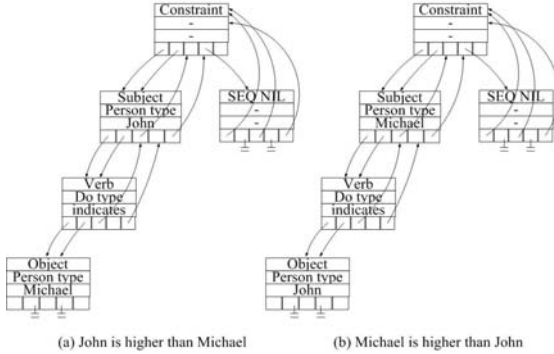 Constraint
-
-
Subject
Person type
John
SEQ NIL
-
-
Verb
Do type
indicates
Object
Person type
Michael
(a) John is higher than Michael
Constraint
-
-
Subject
Person type
Michael
SEQ NIL
-
-
Verb
Do type
indicates
Object
Person type
John
(b) Michael is higher than John